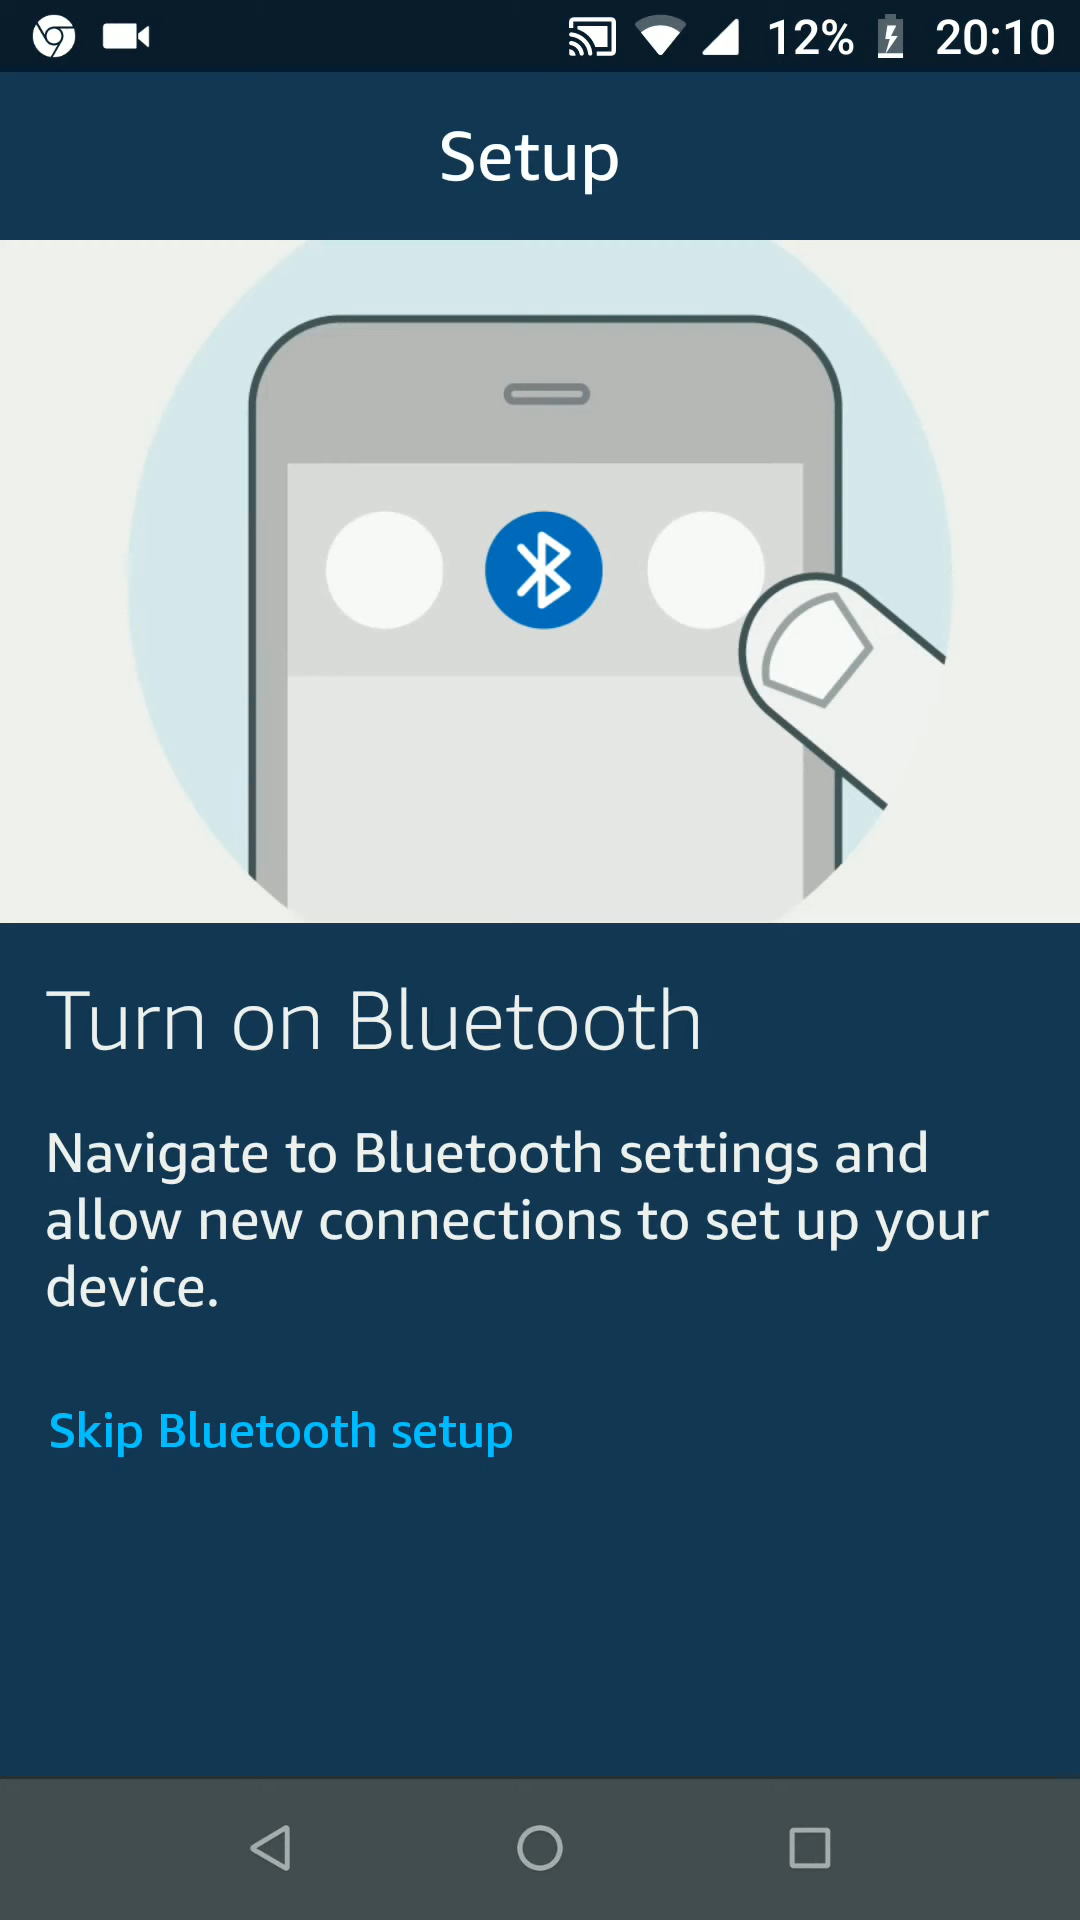 12% 20:10
Setup
Turn on Bluetooth
Navigate to Bluetooth settings and
allow new connections to set up your
device.
Skip Bluetooth setup